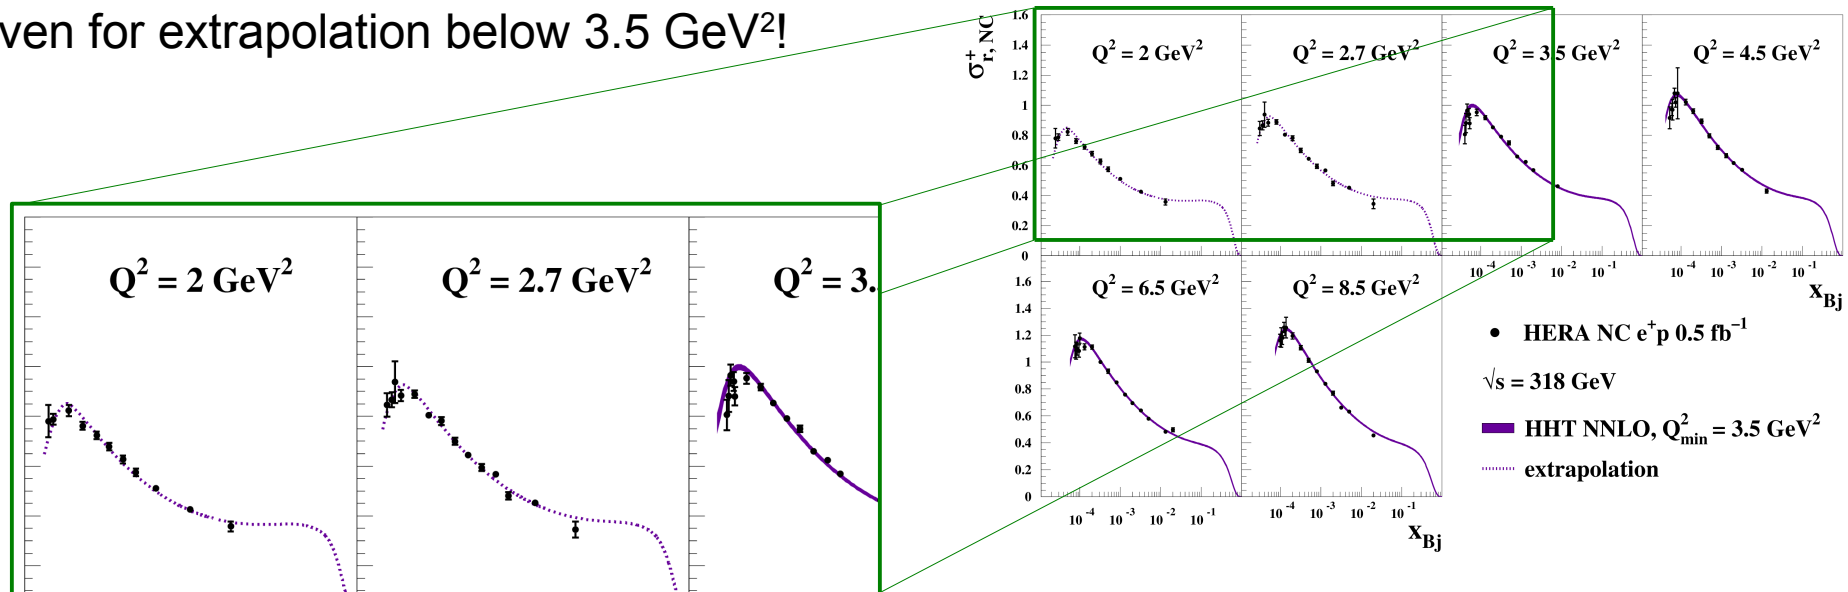 ven for extrapolation below 3.5 GeV²!
σ⁺r, NC
1.6
1.4
1.2
1
0.8
0.6
0.4
0.2
0
Q² = 2 GeV²
Q² = 2.7 GeV²
Q² = 3.5 GeV²
Q² = 4.5 GeV²
10⁻⁴ 10⁻³ 10⁻² 10⁻¹
10⁻⁴ 10⁻³ 10⁻² 10⁻¹
xBj
1.6
1.4
1.2
1
0.8
0.6
0.4
0.2
0
Q² = 6.5 GeV²
Q² = 8.5 GeV²
10⁻⁴ 10⁻³ 10⁻² 10⁻¹
10⁻⁴ 10⁻³ 10⁻² 10⁻¹
xBj
HERA NC e⁺p 0.5 fb⁻¹
√s = 318 GeV
HHT NNLO, Q²min = 3.5 GeV²
extrapolation
Q² = 2 GeV²
Q² = 2.7 GeV²
Q² = 3.